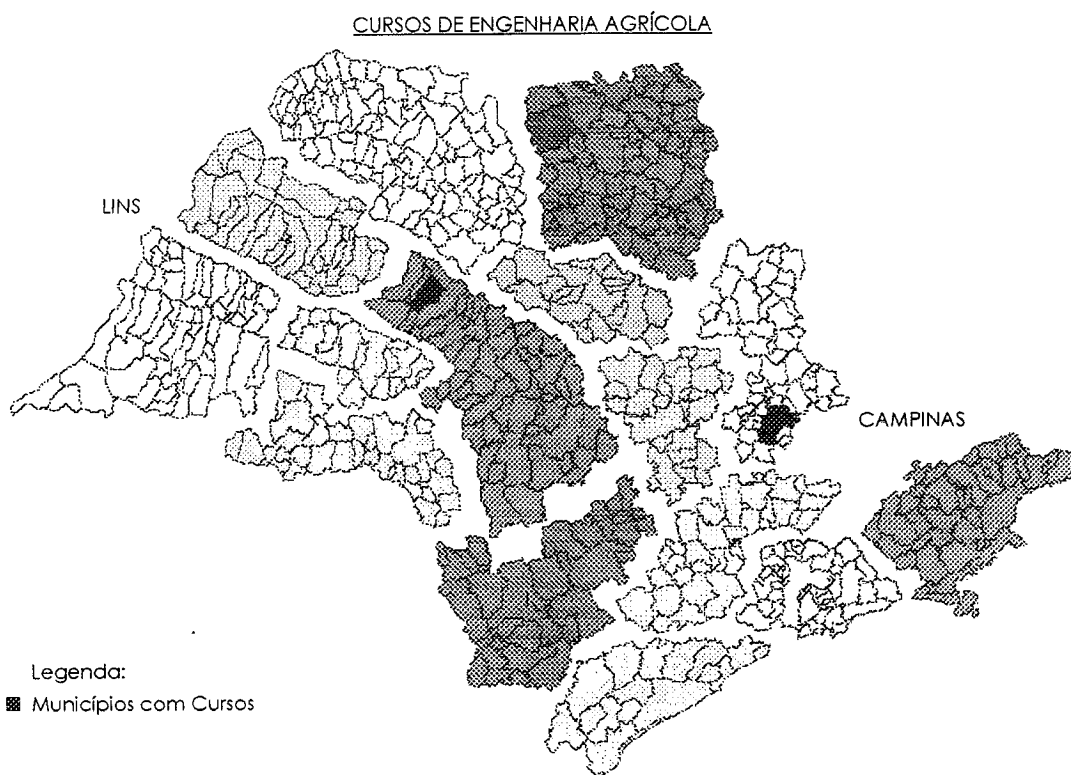 CURSOS DE ENGENHARIA AGRÍCOLA
LINS
CAMPINAS
Legenda:
Municípios com Cursos